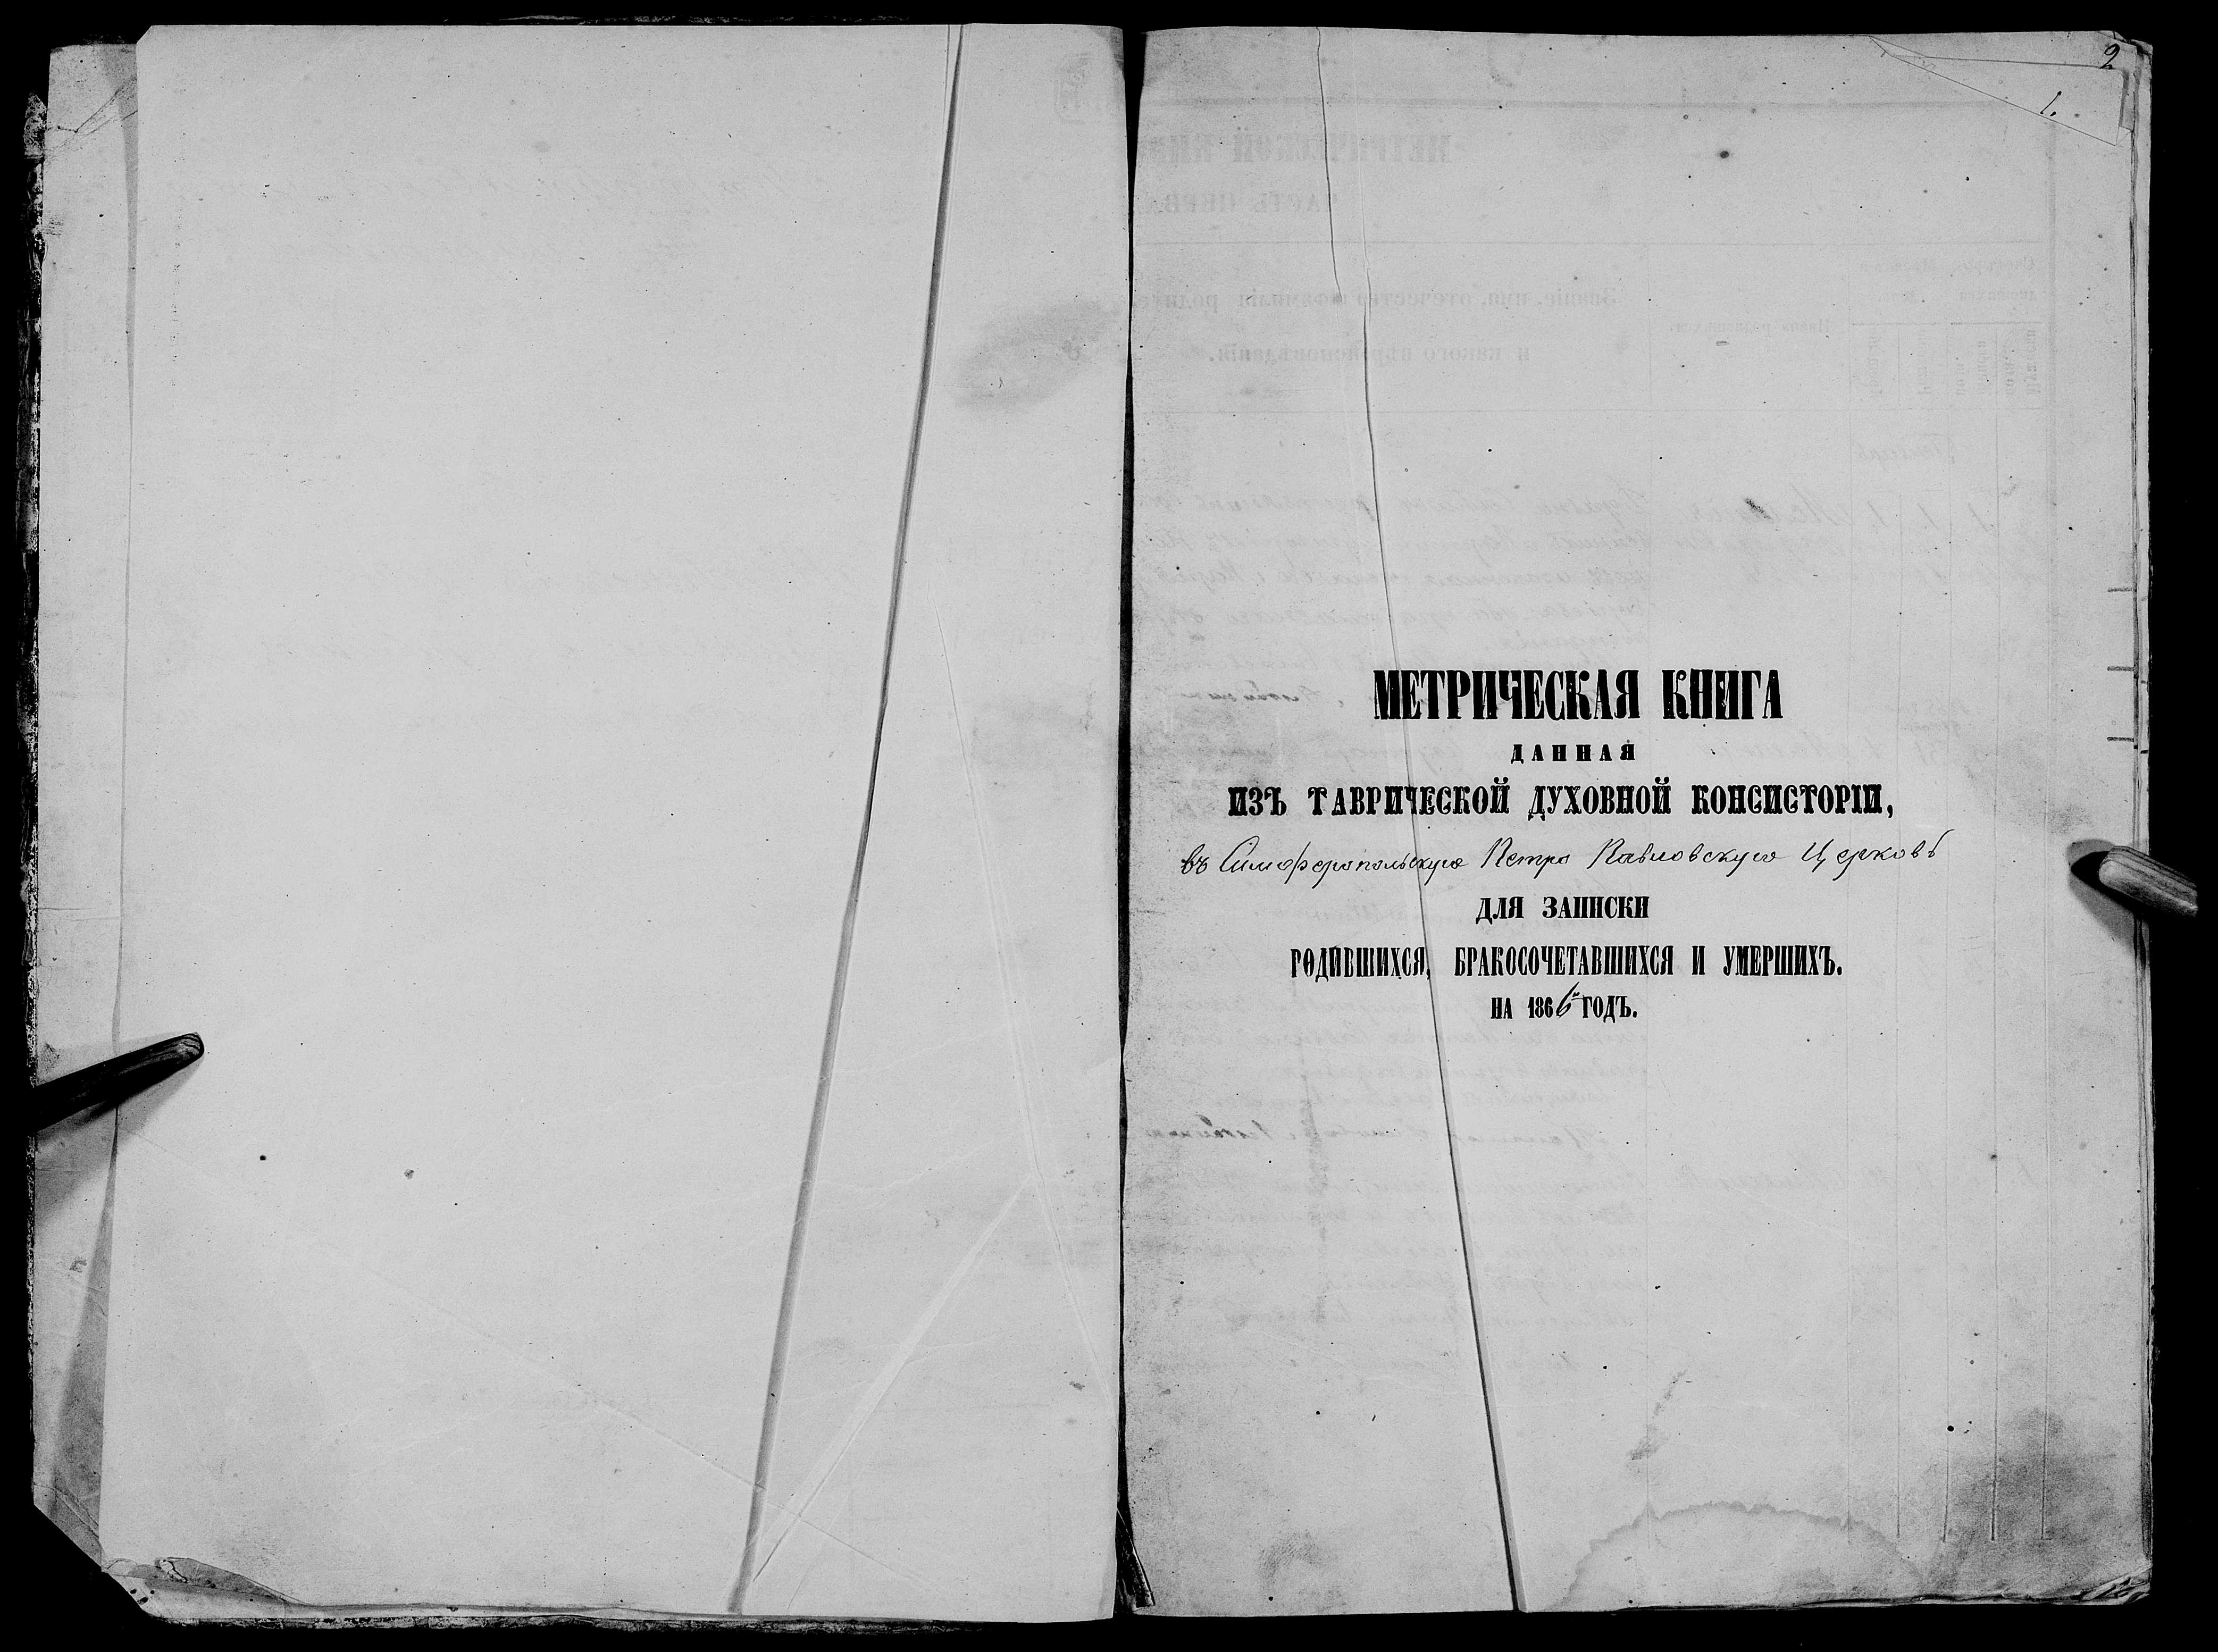 2
1.
МЕТРИЧЕСКАЯ КНИГА
ДАННАЯ
ИЗЪ ТАВРИЧЕСКОЙ ДУХОВНОЙ КОНСИСТОРІИ,
въ Симферопольскую Петро Павловскую Церковь
ДЛЯ ЗАПИСКИ
РОДИВШИХСЯ, БРАКОСОЧЕТАВШИХСЯ И УМЕРШИХЪ.
НА 1866й ГОДЪ.